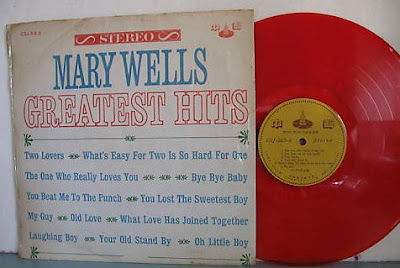 STEREO
MARY WELLS
GREATEST HITS
Two Lovers What's Easy For Two Is So Hard For One
The One Who Really Loves You Bye Bye Baby
You Beat Me To The Punch You Lost The Sweetest Boy
My Guy Old Love What Love Has Joined Together
Laughing Boy Your Old Stand By Oh Little Boy
Stereo